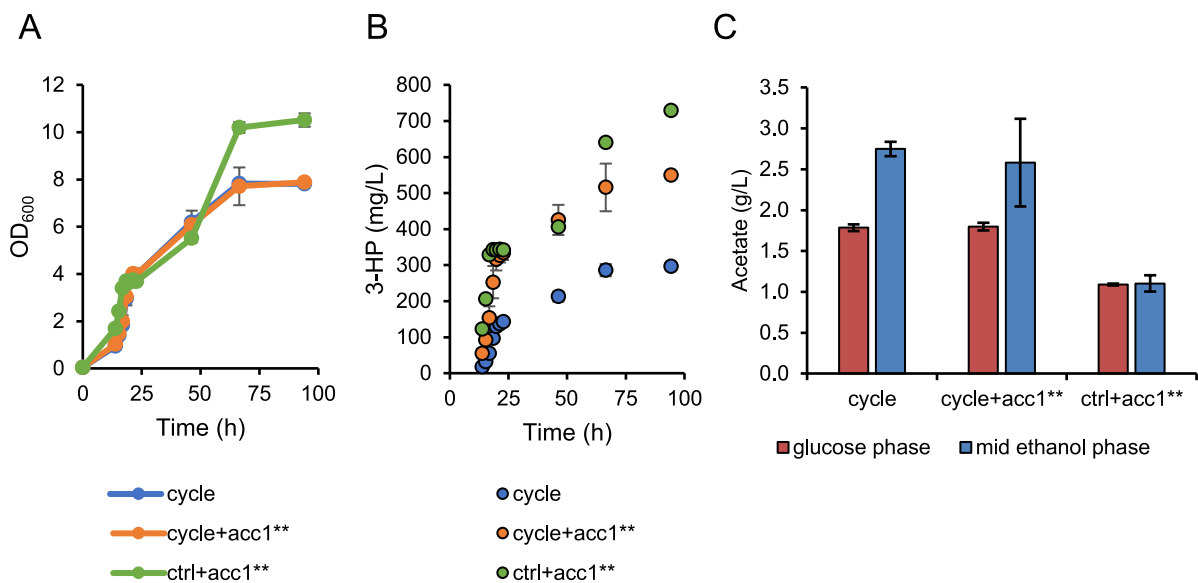 A
B
C
OD600
12
10
8
6
4
2
0
0
25
50
75
100
Time (h)
3-HP (mg/L)
800
700
600
500
400
300
200
100
0
0
25
50
75
100
Time (h)
Acetate (g/L)
3.5
3.0
2.5
2.0
1.5
1.0
0.5
0.0
cycle
cycle+acc1**
ctrl+acc1**
glucose phase
mid ethanol phase
cycle
cycle+acc1**
ctrl+acc1**
cycle
cycle+acc1**
ctrl+acc1**